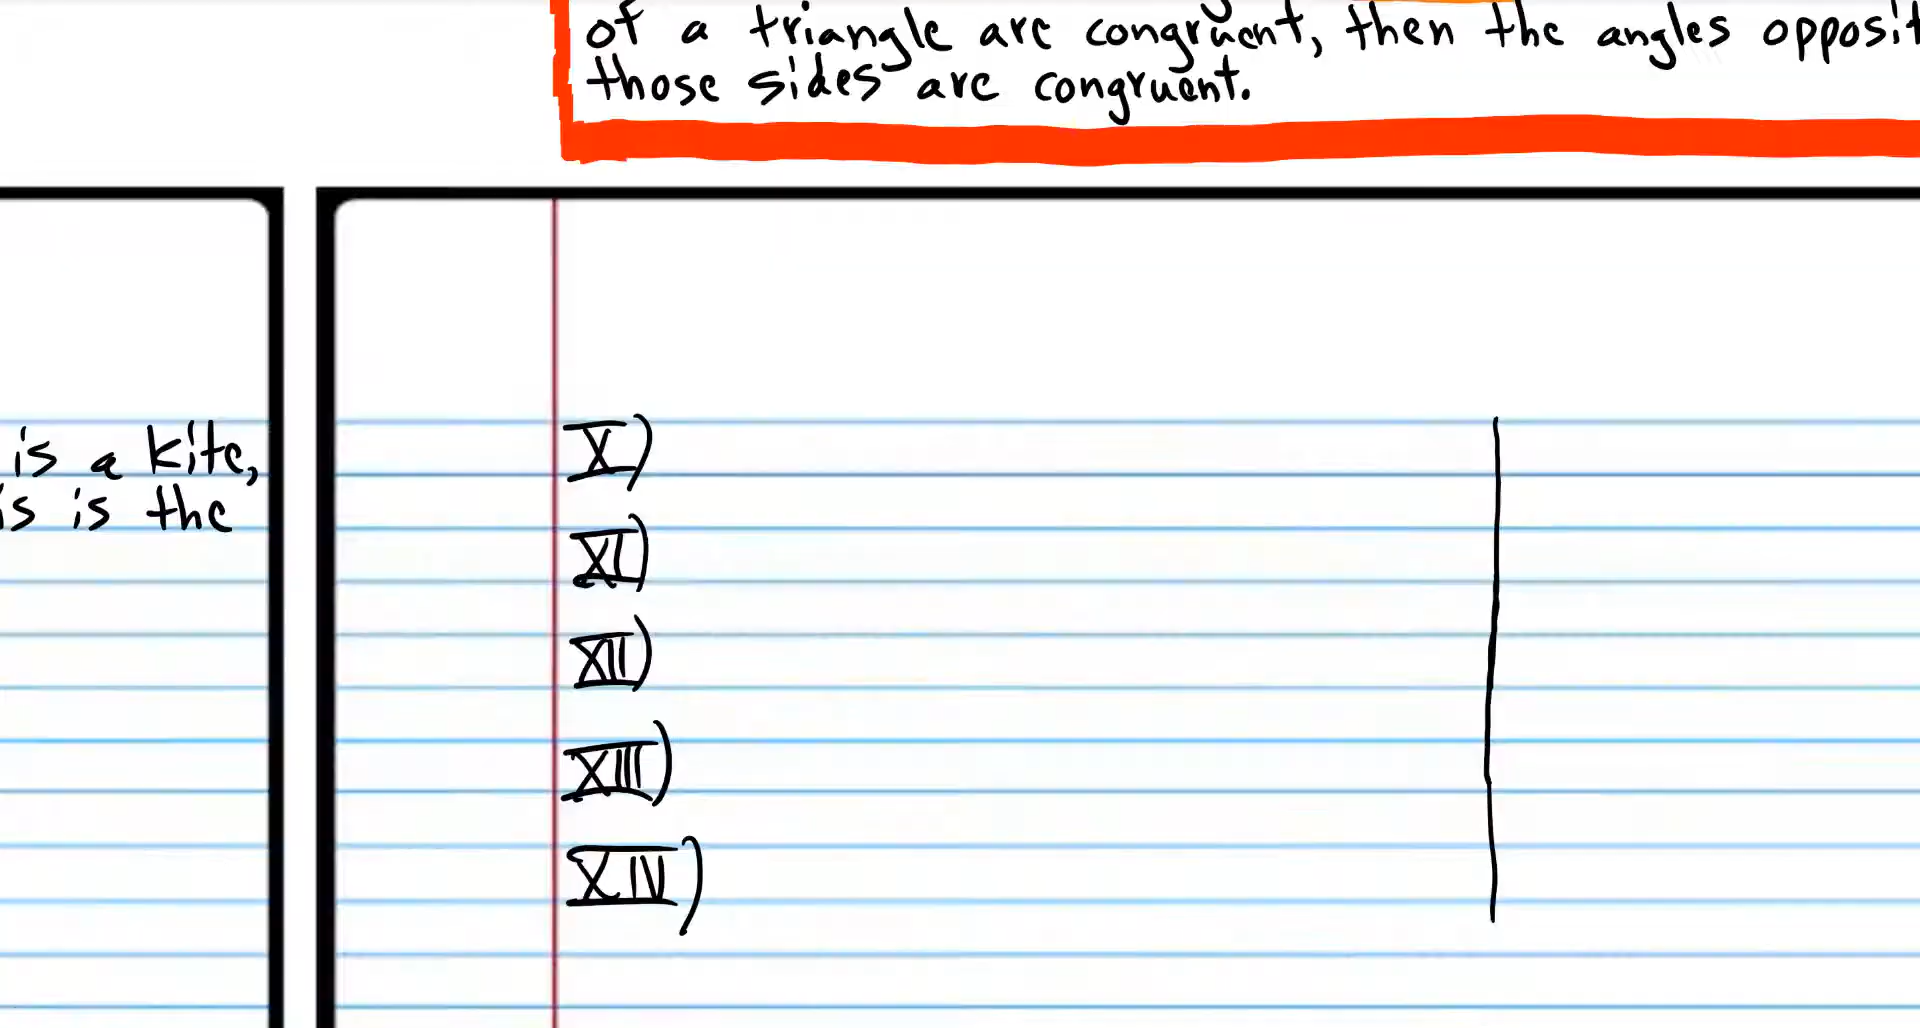 of a triangle are congruent, then the angles opposit
those sides are congruent.
is a kite,
is is the
X)
XI)
XII)
XIII)
XIV)